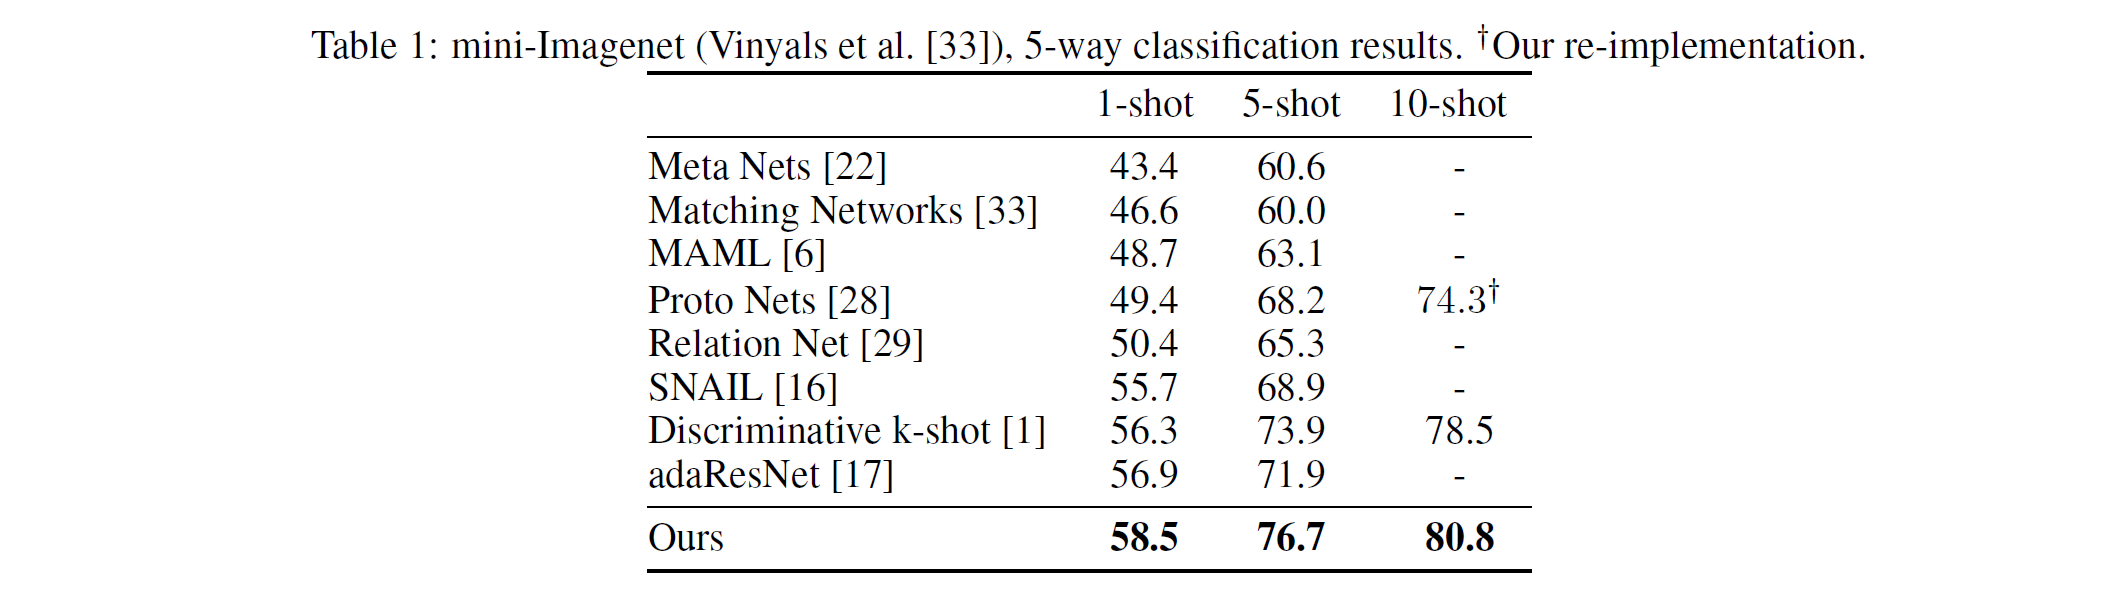 Table 1: mini-Imagenet (Vinyals et al. [33]), 5-way classification results. †Our re-implementation.
1-shot 5-shot 10-shot
Meta Nets [22] 43.4 60.6 -
Matching Networks [33] 46.6 60.0 -
MAML [6] 48.7 63.1 -
Proto Nets [28] 49.4 68.2 74.3†
Relation Net [29] 50.4 65.3 -
SNAIL [16] 55.7 68.9 -
Discriminative k-shot [1] 56.3 73.9 78.5
adaResNet [17] 56.9 71.9 -
Ours 58.5 76.7 80.8